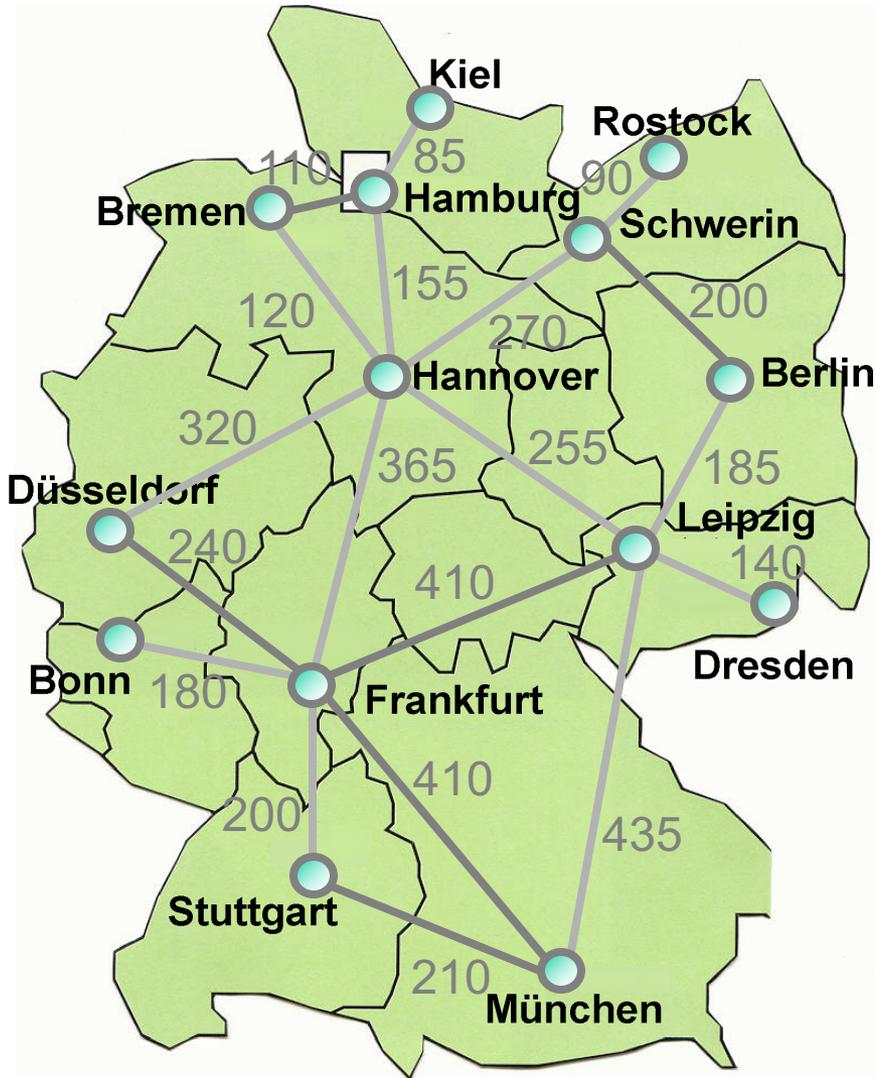 Kiel
Rostock
110
85
90
Bremen
Hamburg
Schwerin
155
200
120
270
Hannover
Berlin
320
365
255
185
Düsseldorf
Leipzig
240
410
140
Bonn
180
Dresden
Frankfurt
410
200
435
Stuttgart
210
München